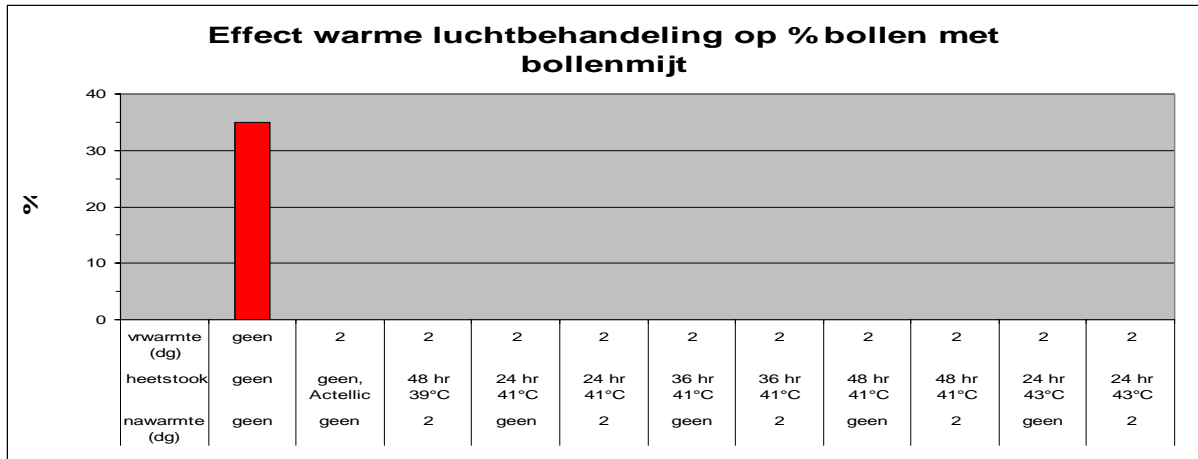 Effect warme luchtbehandeling op % bollen met
bollenmijt
%
40
30
20
10
0
vrwarmte geen 2 2 2 2 2 2 2 2 2 2
(dg)
heetstook geen geen, 48 hr 24 hr 24 hr 36 hr 36 hr 48 hr 48 hr 24 hr 24 hr
Actellic 39°C 41°C 41°C 41°C 41°C 41°C 41°C 43°C 43°C
nawarmte geen geen 2 geen 2 geen 2 geen 2 geen 2
(dg)